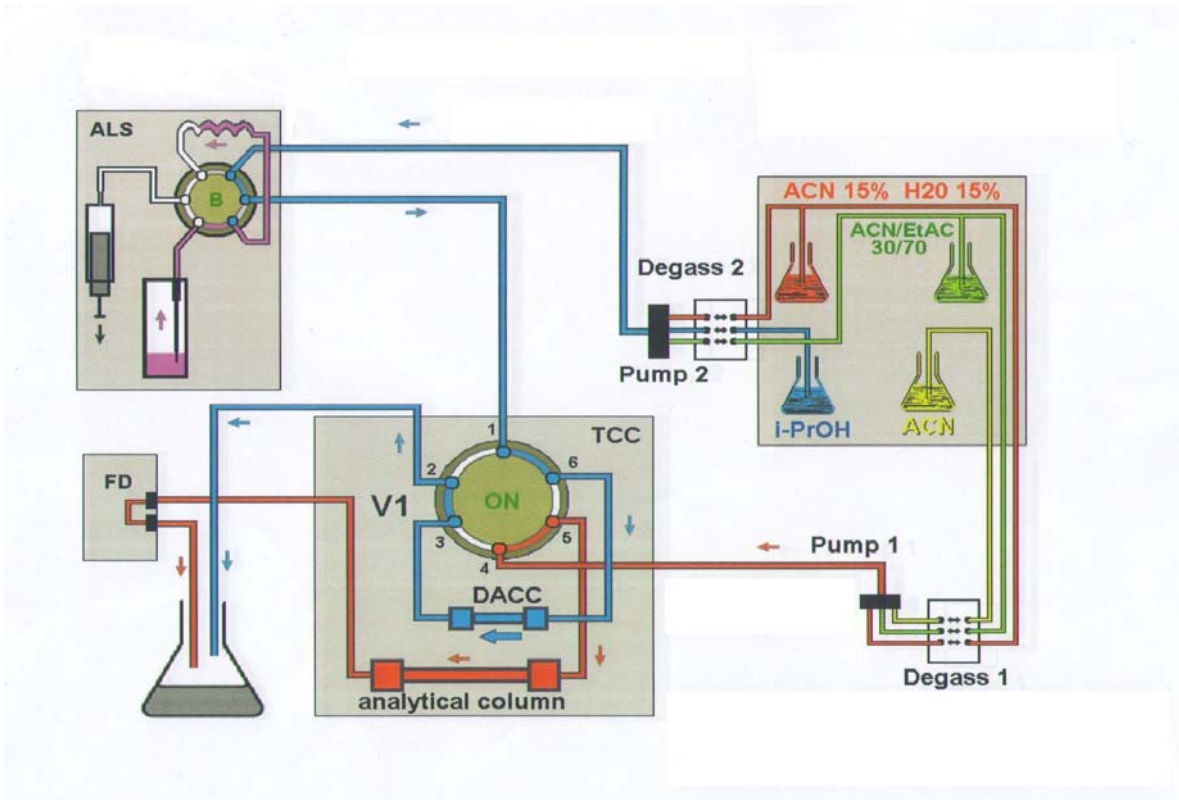 ALS
B
ACN 15% H20 15%
ACN/EtAC
30/70
Degass 2
Pump 2
i-PrOH
ACN
TCC
1
2
6
FD
V1
ON
3
5
4
Pump 1
DACC
Degass 1
analytical column